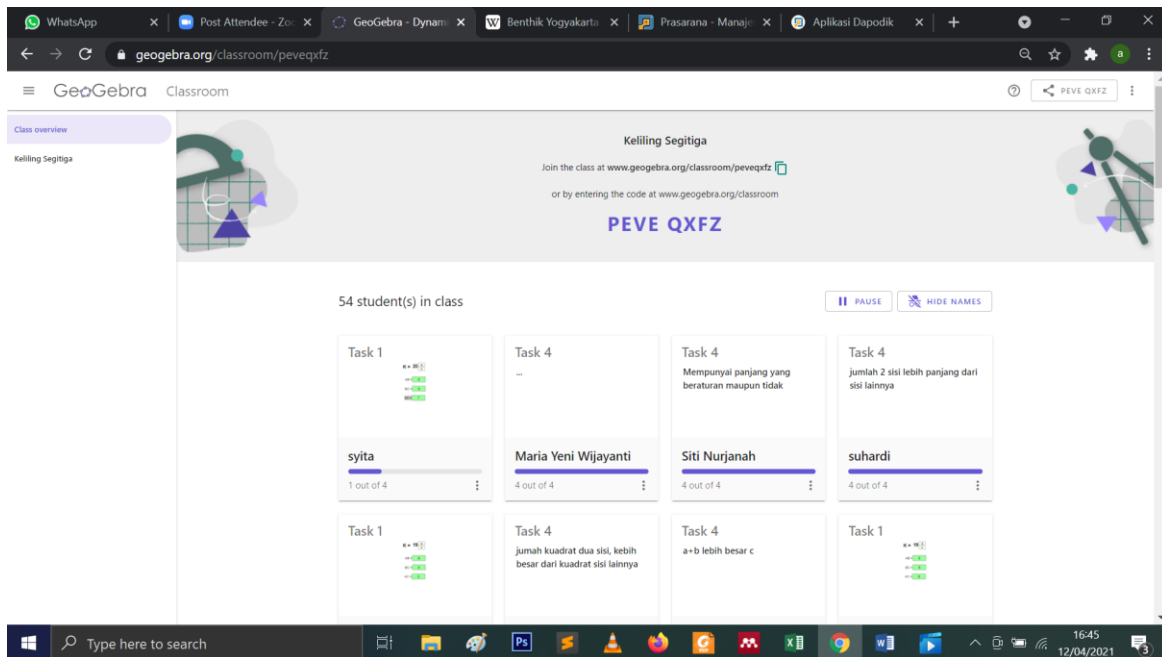 WhatsApp
Post Attendee - Zoo
GeoGebra - Dynami
Benthik Yogyakarta
Prasarana - Manaje
Aplikasi Dapodik
geogebra.org/classroom/peveqxfz
GeoGebra Classroom
PEVE QXFZ
Class overview
Keliling Segitiga
Keliling Segitiga
Join the class at www.geogebra.org/classroom/peveqxfz
or by entering the code at www.geogebra.org/classroom
PEVE QXFZ
54 student(s) in class
PAUSE
HIDE NAMES
Task 1
syita
1 out of 4
Task 4
...
Maria Yeni Wijayanti
4 out of 4
Task 4
Mempunyai panjang yang
beraturan maupun tidak
Siti Nurjanah
4 out of 4
Task 4
jumlah 2 sisi lebih panjang dari
sisi lainnya
suhardi
4 out of 4
Task 1
Task 4
jumah kuadrat dua sisi, kebih
besar dari kuadrat sisi lainnya
Task 4
a+b lebih besar c
Task 1
Type here to search
16:45
12/04/2021